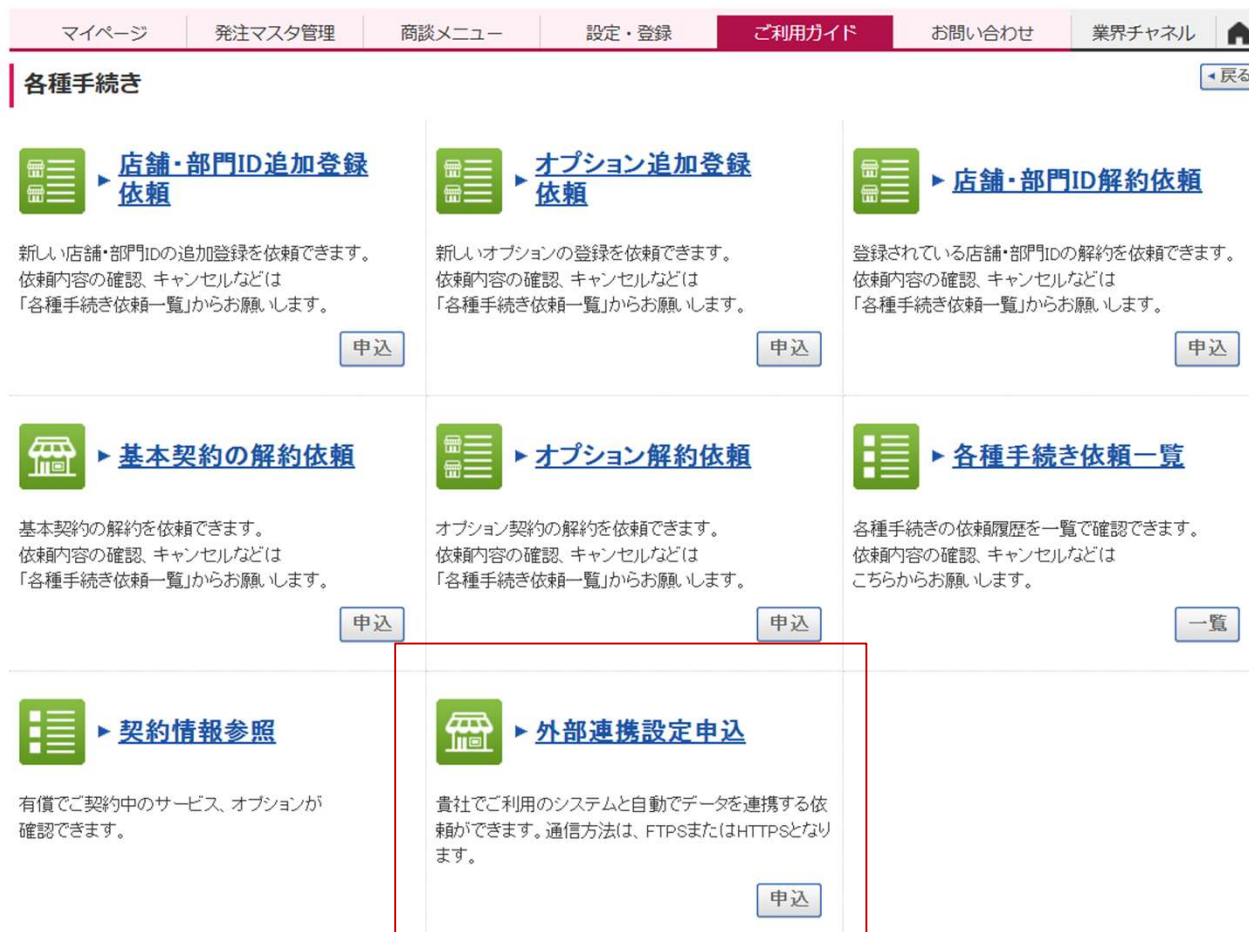 マイページ
発注マスタ管理
商談メニュー
設定・登録
ご利用ガイド
お問い合わせ
業界チャネル
各種手続き
戻る
店舗・部門ID追加登録
依頼
新しい店舗・部門IDの追加登録を依頼できます。
依頼内容の確認、キャンセルなどは
「各種手続き依頼一覧」からお願いします。
申込
オプション追加登録
依頼
新しいオプションの登録を依頼できます。
依頼内容の確認、キャンセルなどは
「各種手続き依頼一覧」からお願いします。
申込
店舗・部門ID解約依頼
登録されている店舗・部門IDの解約を依頼できます。
依頼内容の確認、キャンセルなどは
「各種手続き依頼一覧」からお願いします。
申込
基本契約の解約依頼
基本契約の解約を依頼できます。
依頼内容の確認、キャンセルなどは
「各種手続き依頼一覧」からお願いします。
申込
オプション解約依頼
オプション契約の解約を依頼できます。
依頼内容の確認、キャンセルなどは
「各種手続き依頼一覧」からお願いします。
申込
各種手続き依頼一覧
各種手続きの依頼履歴を一覧で確認できます。
依頼内容の確認、キャンセルなどは
こちらからお願いします。
一覧
契約情報参照
有償でご契約中のサービス、オプションが
確認できます。
外部連携設定申込
貴社でご利用のシステムと自動でデータを連携する依
頼ができます。通信方法は、FTPSまたはHTTPSとなり
ます。
申込